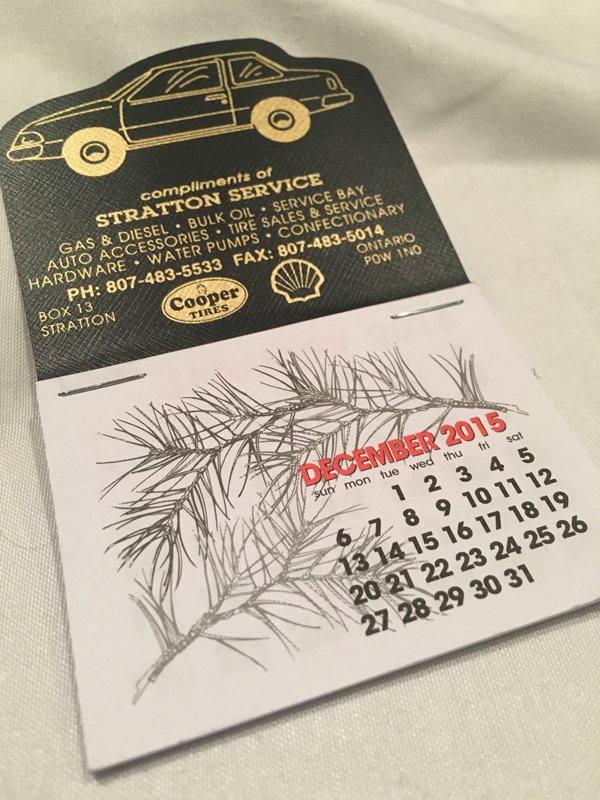 compliments of
STRATTON SERVICE
GAS & DIESEL • BULK OIL • SERVICE BAY
AUTO ACCESSORIES • TIRE SALES & SERVICE
HARDWARE • WATER PUMPS • CONFECTIONARY
PH: 807-483-5533 FAX: 807-483-5014
BOX 13
STRATTON
Cooper
TIRES
ONTARIO
P0W 1N0
DECEMBER 2015
sun mon tue wed thu fri sat
1 2 3 4 5
6 7 8 9 10 11 12
13 14 15 16 17 18 19
20 21 22 23 24 25 26
27 28 29 30 31